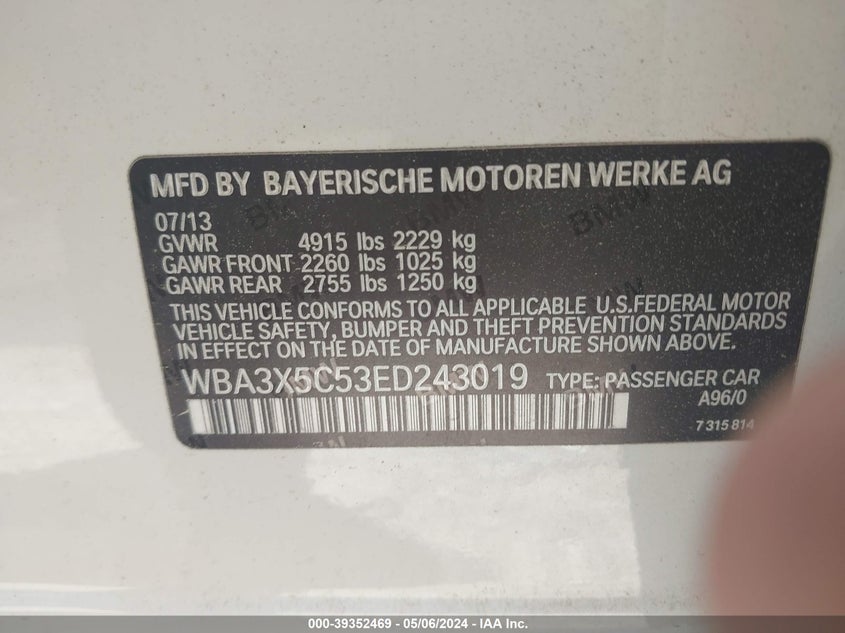 MFD BY BAYERISCHE MOTOREN WERKE AG
07/13
GVWR 4915 lbs 2229 kg
GAWR FRONT 2260 lbs 1025 kg
GAWR REAR 2755 lbs 1250 kg
THIS VEHICLE CONFORMS TO ALL APPLICABLE U.S.FEDERAL MOTOR
VEHICLE SAFETY, BUMPER AND THEFT PREVENTION STANDARDS
IN EFFECT ON THE DATE OF MANUFACTURE SHOWN ABOVE.
WBA3X5C53ED243019 TYPE: PASSENGER CAR
A96/0
7 315 814
000-39352469 - 05/06/2024 - IAA Inc.